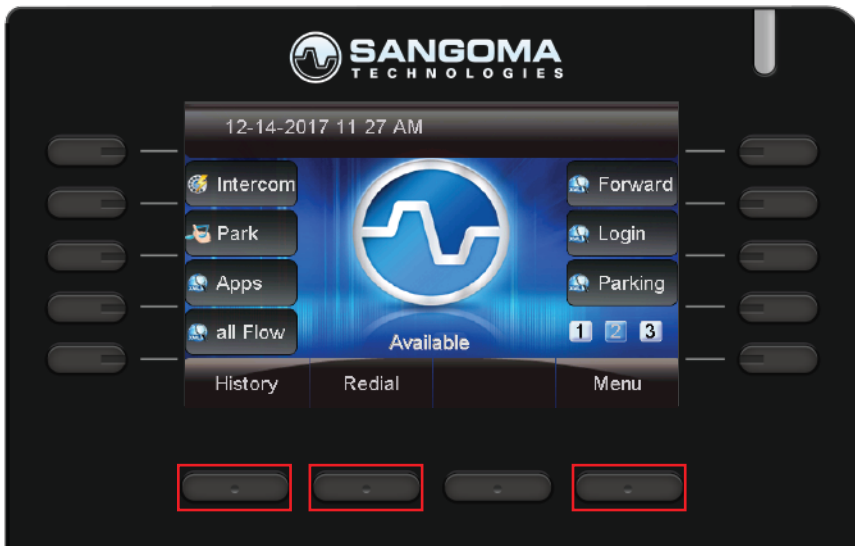 SANGOMA
TECHNOLOGIES
12-14-2017 11 27 AM
Intercom
Forward
Park
Login
Apps
Parking
all Flow
1 2 3
Available
History Redial Menu